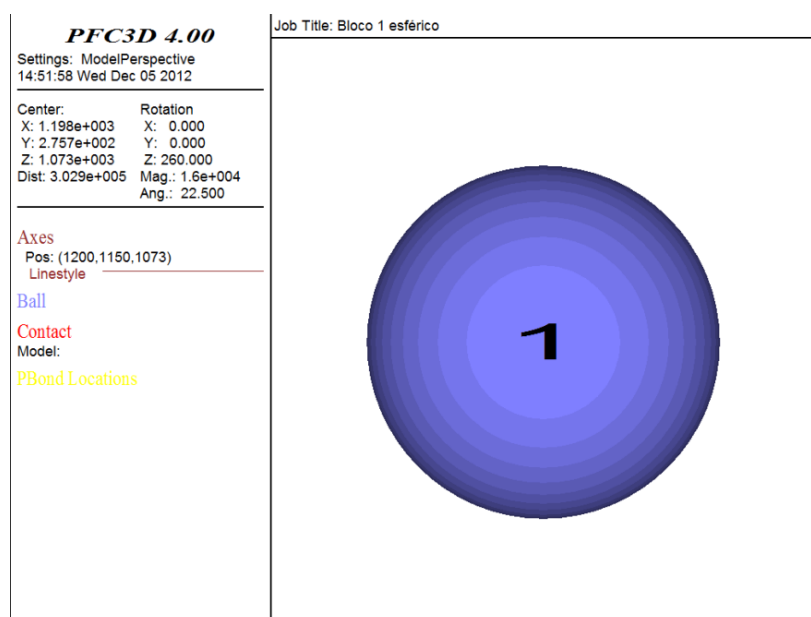 PFC3D 4.00
Settings: ModelPerspective
14:51:58 Wed Dec 05 2012
Center:
X: 1.198e+003
Y: 2.757e+002
Z: 1.073e+003
Dist: 3.029e+005
Rotation
X: 0.000
Y: 0.000
Z: 260.000
Mag.: 1.6e+004
Ang.: 22.500
Axes
Pos: (1200,1150,1073)
Linestyle
Ball
Contact
Model:
PBond Locations
Job Title: Bloco 1 esférico
1